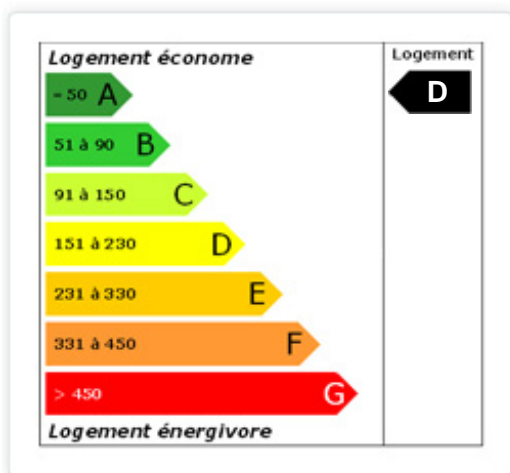 Logement économe
Logement
= 50 A
D
51 à 90 B
91 à 150 C
151 à 230 D
231 à 330 E
331 à 450 F
> 450 G
Logement énergivore